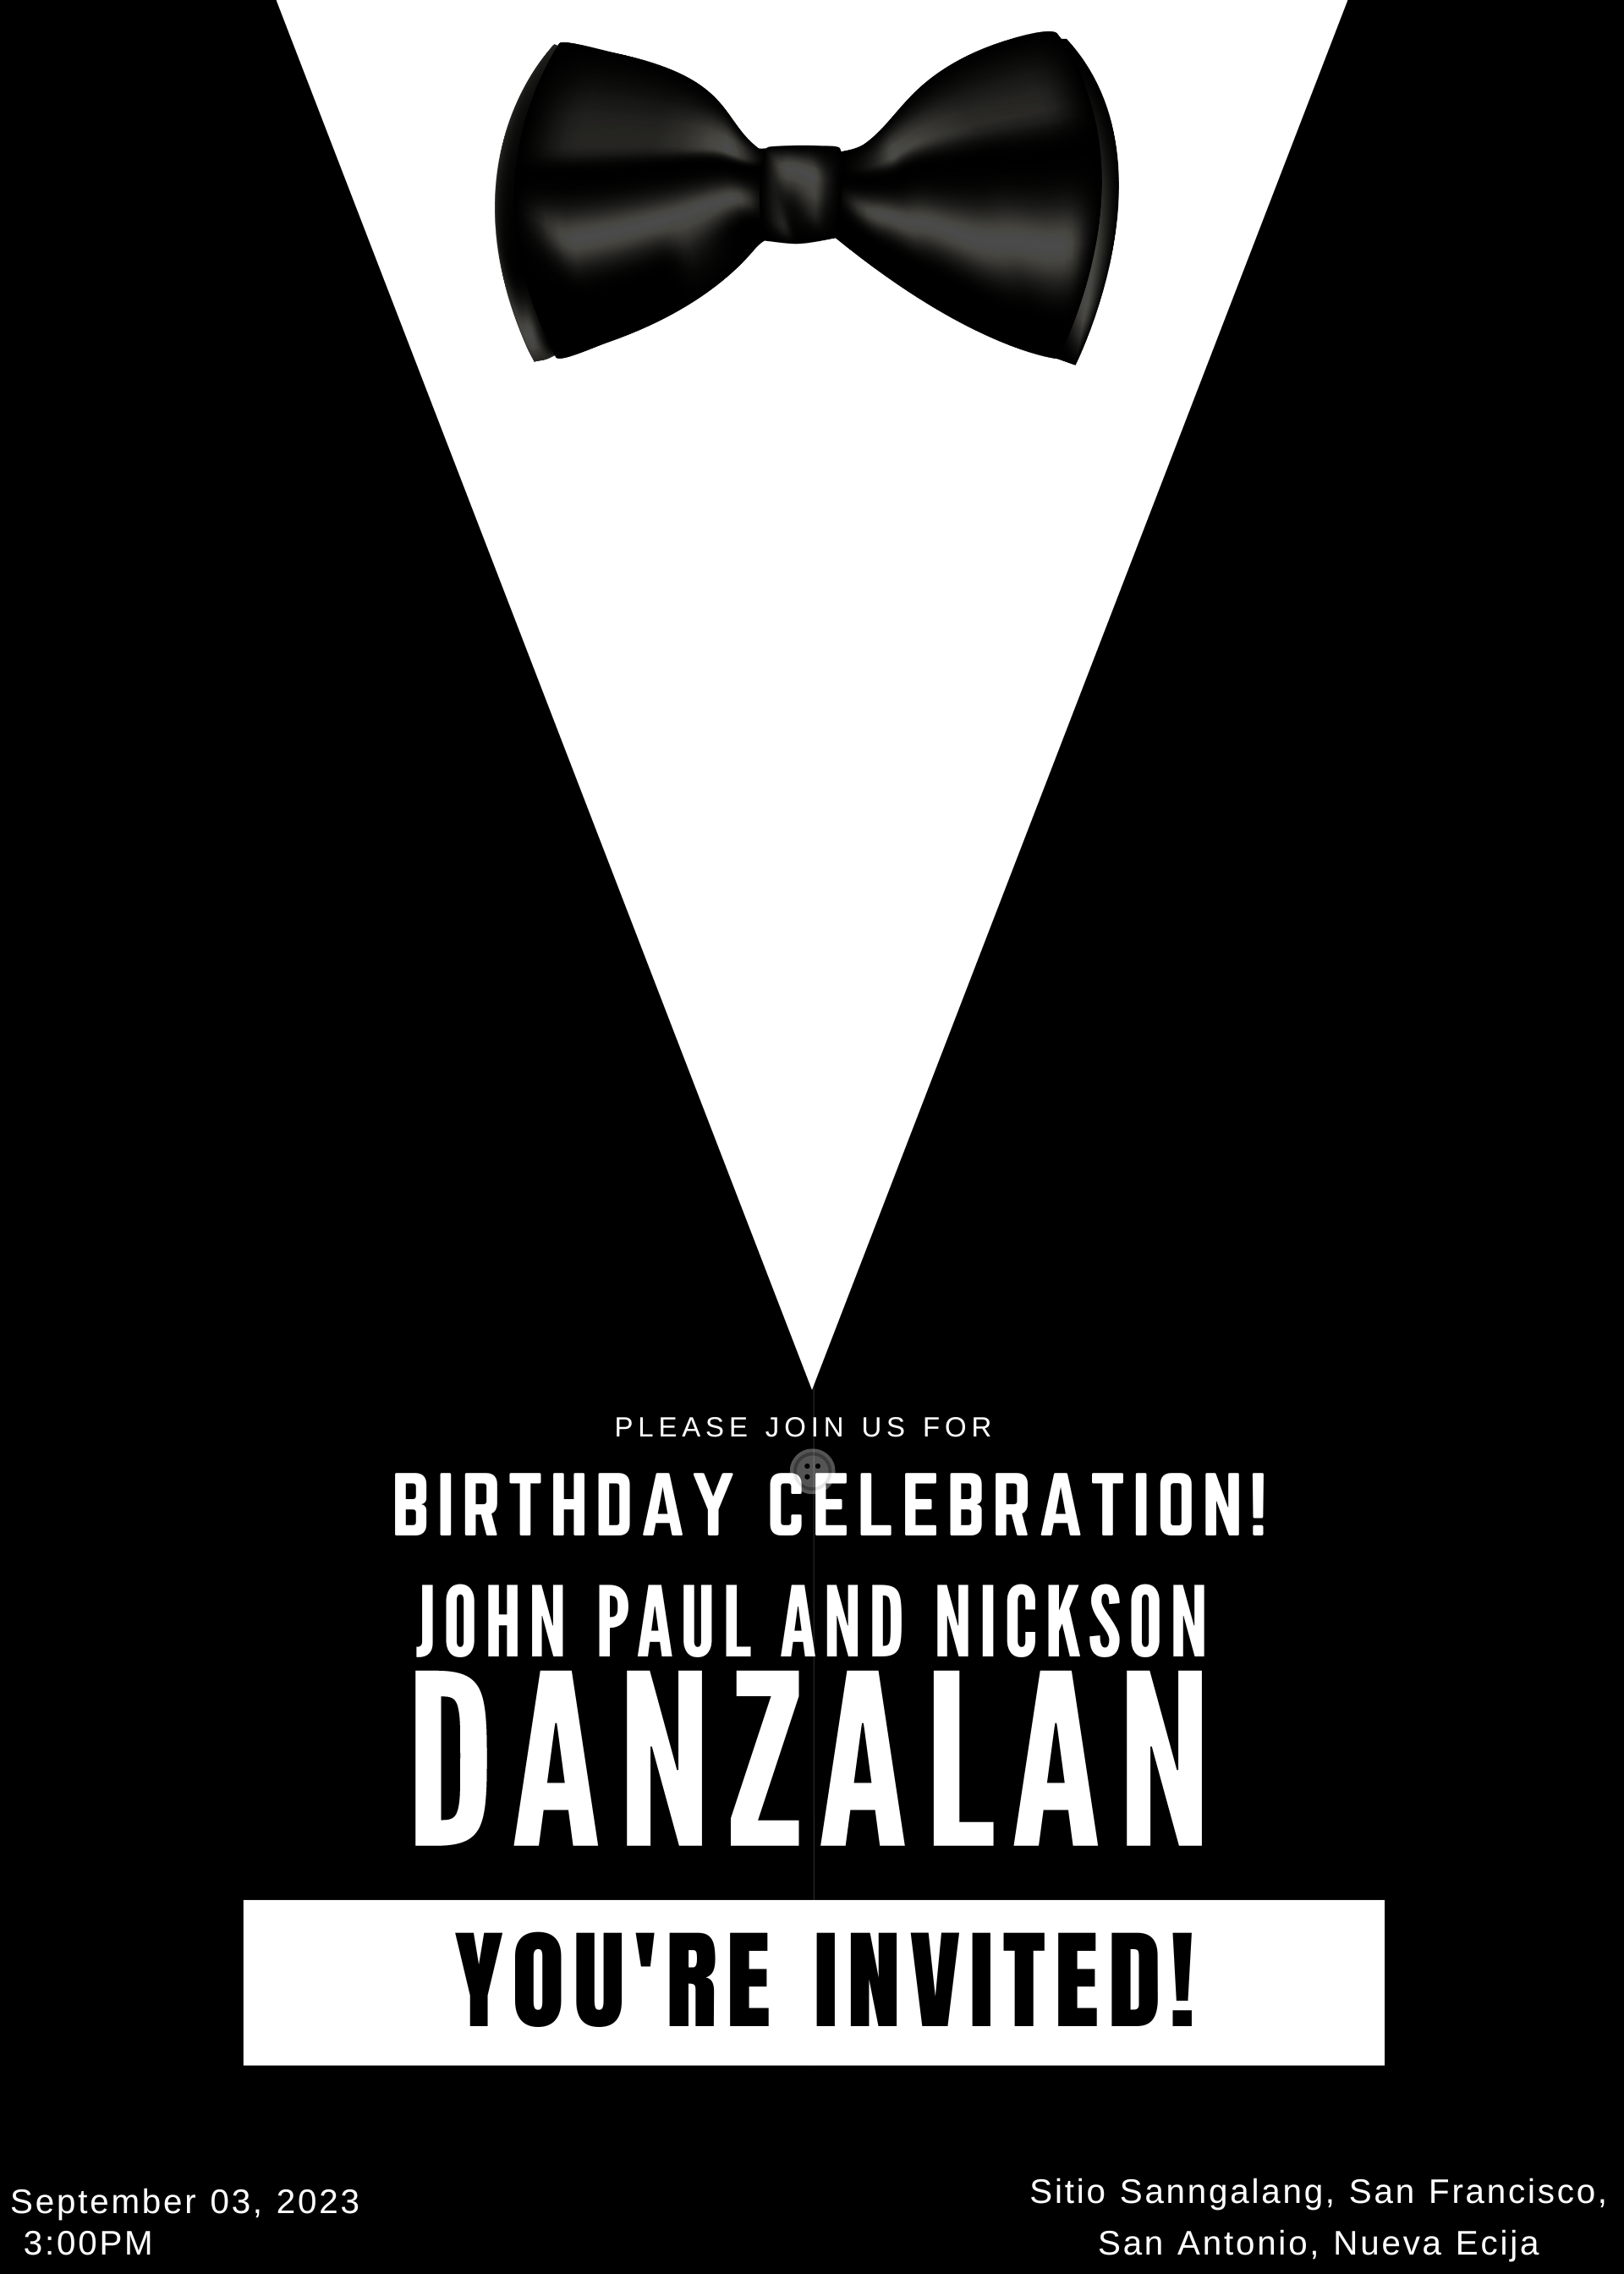 PLEASE JOIN US FOR
BIRTHDAY CELEBRATION!
JOHN PAUL AND NICKSON
DANZALAN
YOU'RE INVITED!
September 03, 2023
3:00PM
Sitio Sanngalang, San Francisco,
San Antonio, Nueva Ecija